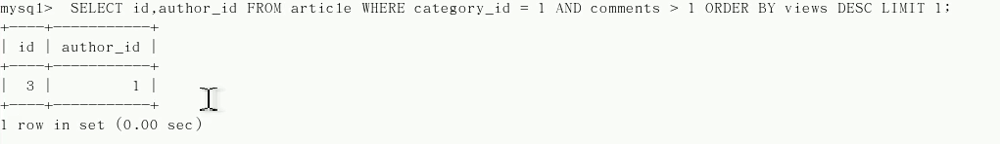 mysql>  SELECT id,author_id FROM article WHERE category_id = 1 AND comments > 1 ORDER BY views DESC LIMIT 1;
+----+-----------+
| id | author_id |
+----+-----------+
|  3 |         1 |
+----+-----------+
1 row in set (0.00 sec)